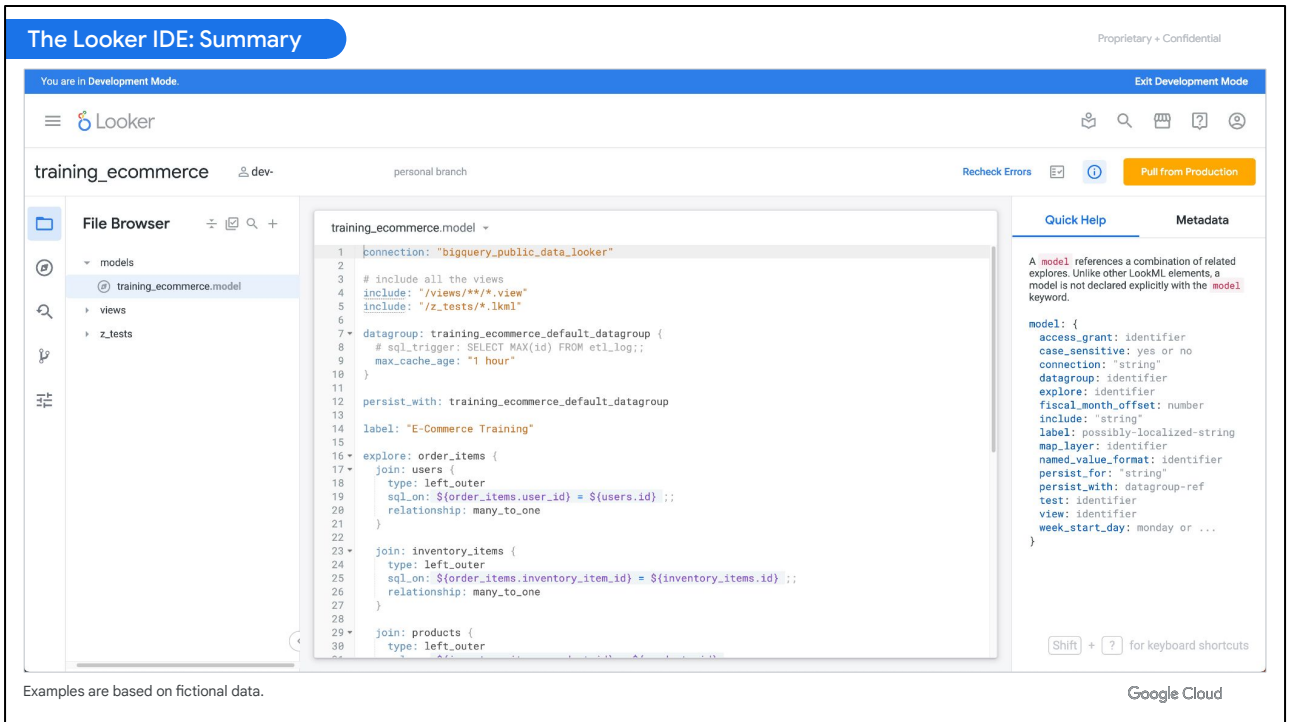 The Looker IDE: Summary
Proprietary + Confidential
You are in Development Mode.
Exit Development Mode
Looker
training_ecommerce
dev-
personal branch
Recheck Errors
Pull from Production
File Browser
models
training_ecommerce.model
views
z_tests
training_ecommerce.model
1 connection: "bigquery_public_data_looker"
2
3 # include all the views
4 include: "/views/**/*.view"
5 include: "/z_tests/*.lkml"
6
7 datagroup: training_ecommerce_default_datagroup {
8 # sql_trigger: SELECT MAX(id) FROM etl_log;;
9 max_cache_age: "1 hour"
10 }
11
12 persist_with: training_ecommerce_default_datagroup
13
14 label: "E-Commerce Training"
15
16 explore: order_items {
17 join: users {
18 type: left_outer
19 sql_on: ${order_items.user_id} = ${users.id} ;;
20 relationship: many_to_one
21 }
22
23 join: inventory_items {
24 type: left_outer
25 sql_on: ${order_items.inventory_item_id} = ${inventory_items.id} ;;
26 relationship: many_to_one
27 }
28
29 join: products {
30 type: left_outer
Quick Help
Metadata
A model references a combination of related
explores. Unlike other LookML elements, a
model is not declared explicitly with the model
keyword.
model: {
access_grant: identifier
case_sensitive: yes or no
connection: "string"
datagroup: identifier
explore: identifier
fiscal_month_offset: number
include: "string"
label: possibly-localized-string
map_layer: identifier
named_value_format: identifier
persist_for: "string"
persist_with: datagroup-ref
test: identifier
view: identifier
week_start_day: monday or ...
}
Shift + ? for keyboard shortcuts
Examples are based on fictional data.
Google Cloud